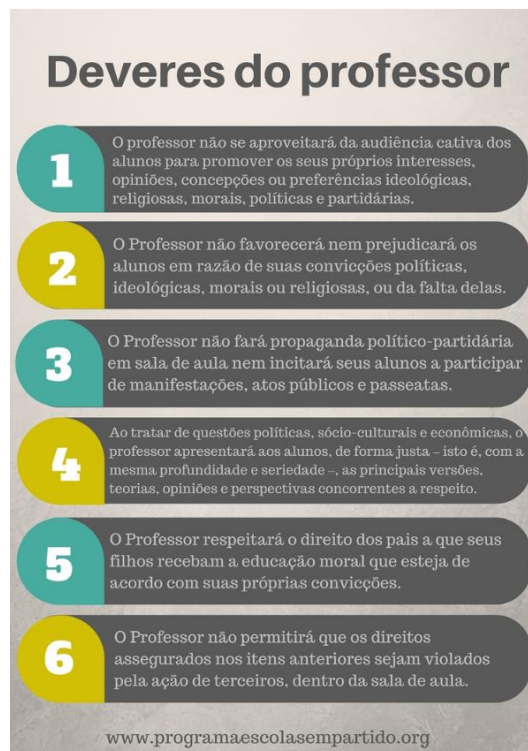 Deveres do professor
1
O professor não se aproveitará da audiência cativa dos
alunos para promover os seus próprios interesses,
opiniões, concepções ou preferências ideológicas,
religiosas, morais, políticas e partidárias.
2
O Professor não favorecerá nem prejudicará os
alunos em razão de suas convicções políticas,
ideológicas, morais ou religiosas, ou da falta delas.
3
O Professor não fará propaganda político-partidária
em sala de aula nem incitará seus alunos a participar
de manifestações, atos públicos e passeatas.
4
Ao tratar de questões políticas, sócio-culturais e econômicas, o
professor apresentará aos alunos, de forma justa – isto é, com a
mesma profundidade e seriedade –, as principais versões,
teorias, opiniões e perspectivas concorrentes a respeito.
5
O Professor respeitará o direito dos pais a que seus
filhos recebam a educação moral que esteja de
acordo com suas próprias convicções.
6
O Professor não permitirá que os direitos
assegurados nos itens anteriores sejam violados
pela ação de terceiros, dentro da sala de aula.
www.programaescolasempartido.org